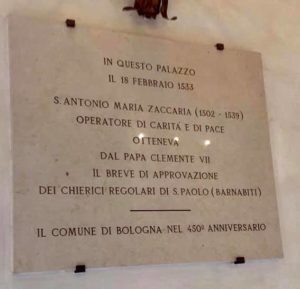 IN QUESTO PALAZZO
IL 18 FEBBRAIO 1533
S. ANTONIO MARIA ZACCARIA (1502 - 1539)
OPERATORE DI CARITÀ E DI PACE
OTTENEVA
DAL PAPA CLEMENTE VII
IL BREVE DI APPROVAZIONE
DEI CHIERICI REGOLARI DI S. PAOLO (BARNABITI)
IL COMUNE DI BOLOGNA NEL 450º ANNIVERSARIO